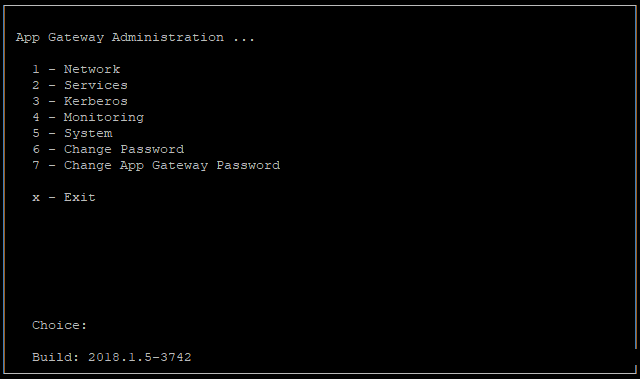 App Gateway Administration ...
1 - Network
2 - Services
3 - Kerberos
4 - Monitoring
5 - System
6 - Change Password
7 - Change App Gateway Password
x - Exit
Choice:
Build: 2018.1.5-3742